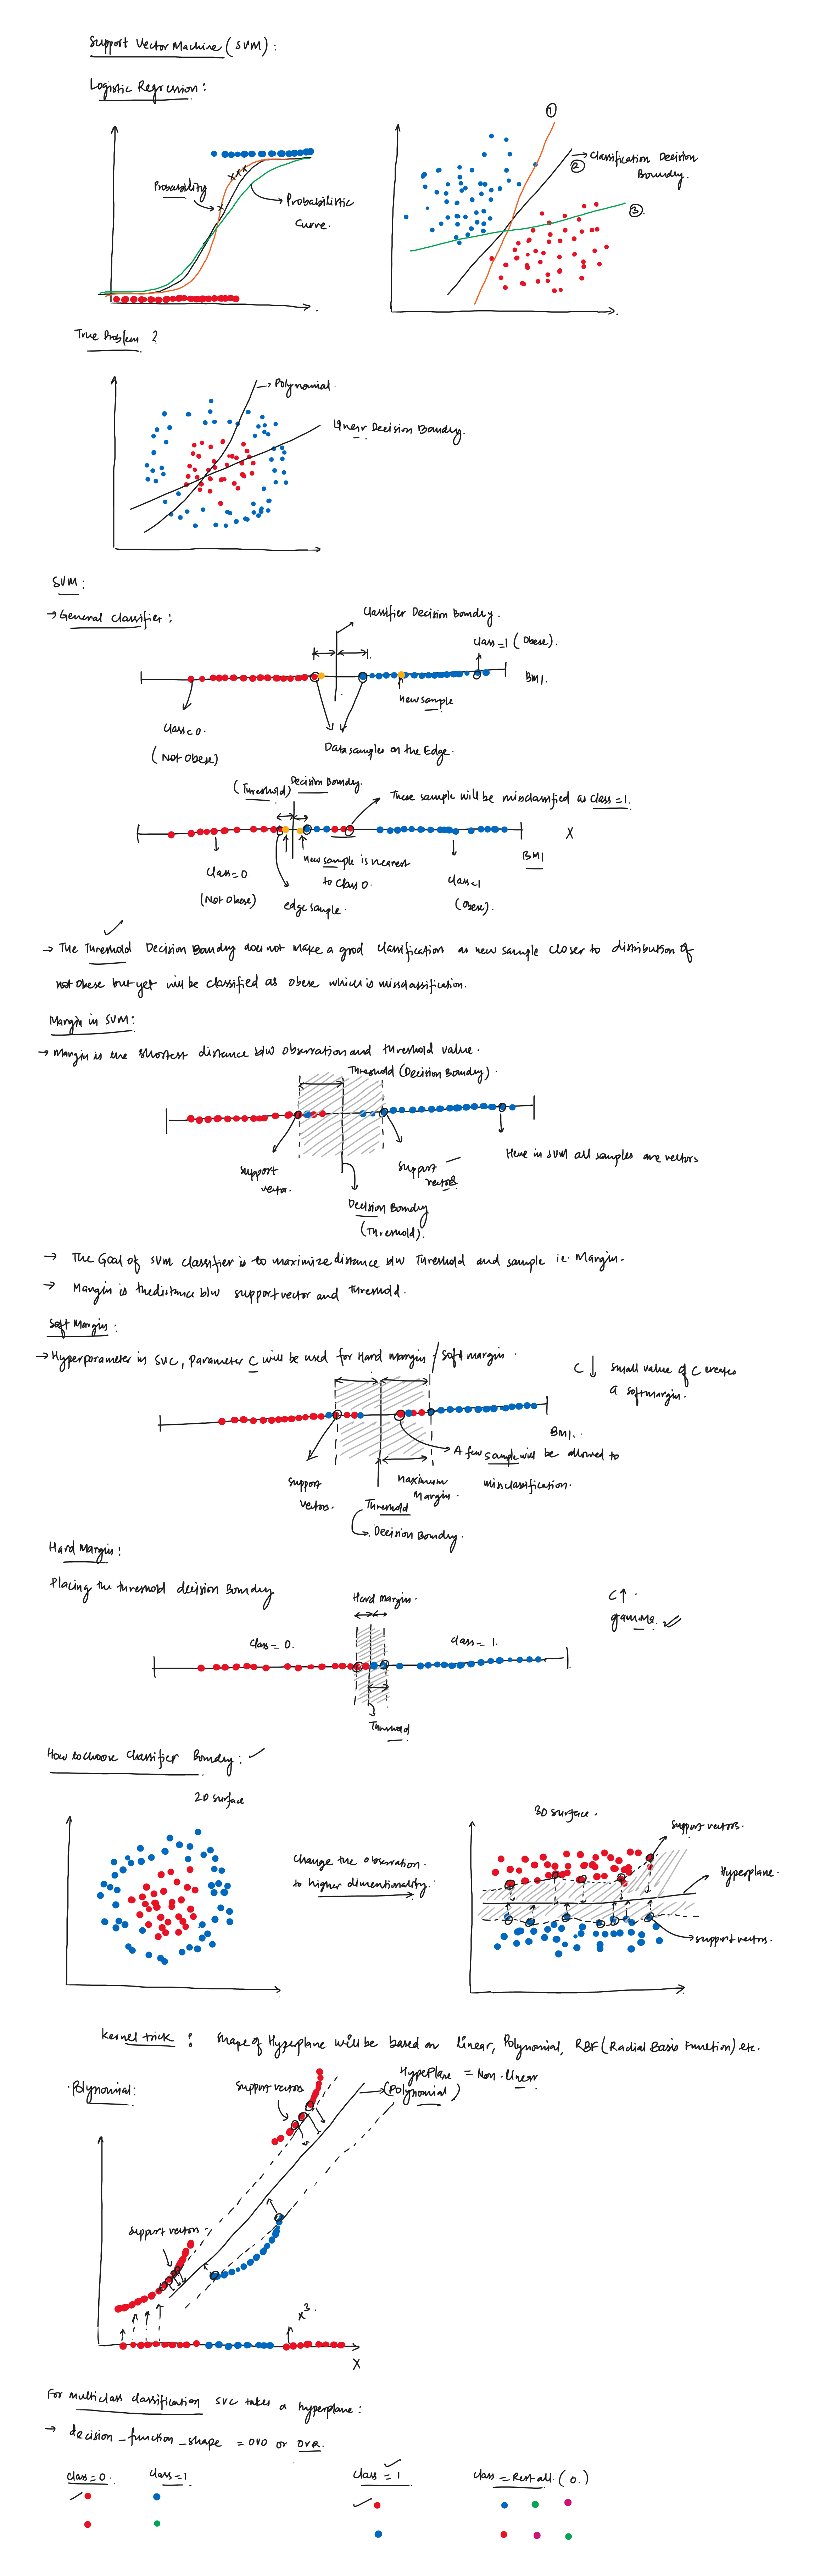 Support Vector Machine (SVM) :
Logistic Regression :
Probability
Probabilistic
Curve.
①
②
③
Classification Decision
Boundary.
True Problem ?
Polynomial.
Linear Decision Boundry.
SVM :
→ General Classifier :
Classifier Decision Boundry.
class=1 (Obese).
BMI.
new sample
class=0.
(Not Obese)
Data samples on the Edge.
(Threshold)
Decision Boundry.
These sample will be misclassified as class=1.
X
BMI
class=0
(Not Obese)
new sample is nearest
to class 0.
edge sample.
class=1
(Obese).
→ The Threshold Decision Boundry does not make a good classification as new sample closer to distribution of
not obese but yet will be classified as obese which is missclassification.
Margin in SVM :
→ Margin is the shortest distance b/w observation and threshold value.
Threshold (Decision Boundry).
support
vector.
support
vectors.
Here in SVM all samples are vectors
Decision Boundry
(Threshold).
→ The Goal of SVM classifier is to maximize distance b/w Threshold and sample ie. Margin.
→ Margin is the distance b/w support vector and threshold.
Soft Margin :
→ Hyperparameter in SVC, Parameter C will be used for Hard margin / Soft margin.
C ↓ small value of C creates
a softmargin.
BMI.
A few sample will be allowed to
misclassification.
support
vectors.
Maximum
Margin.
Threshold
Decision Boundry.
Hard Margin :
Placing the threshold decision Boundry
Hard margin.
C ↑
gamma.
class=0.
class=1.
Threshold
How to choose Classifier Boundry :
2D surface
3D surface.
Change the observation.
to higher dimentionality.
support vectors.
Hyperplane.
support vectors.
Kernel trick : shape of Hyperplane will be based on linear, Polynomial, RBF (Radial Basis Function) etc.
Polynomial :
support vectors
HypePlane = Non-linear
(Polynomial)
support vectors
x³.
X
For multiclass classification SVC takes a hyperplane :
→ decision_function_shape = OVO or OVR.
class=0.
class=1
class=1
class=Rest all. (0.)